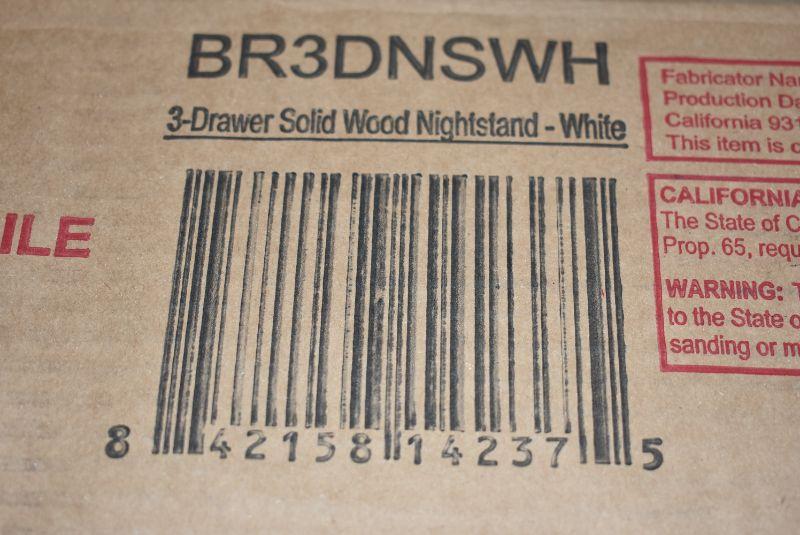 BR3DNSWH
3-Drawer Solid Wood Nightstand - White
8 42158 14237 5
ILE
Fabricator Na
Production Da
California 931
This item is c
CALIFORNIA
The State of C
Prop. 65, requ
WARNING: T
to the State o
sanding or m